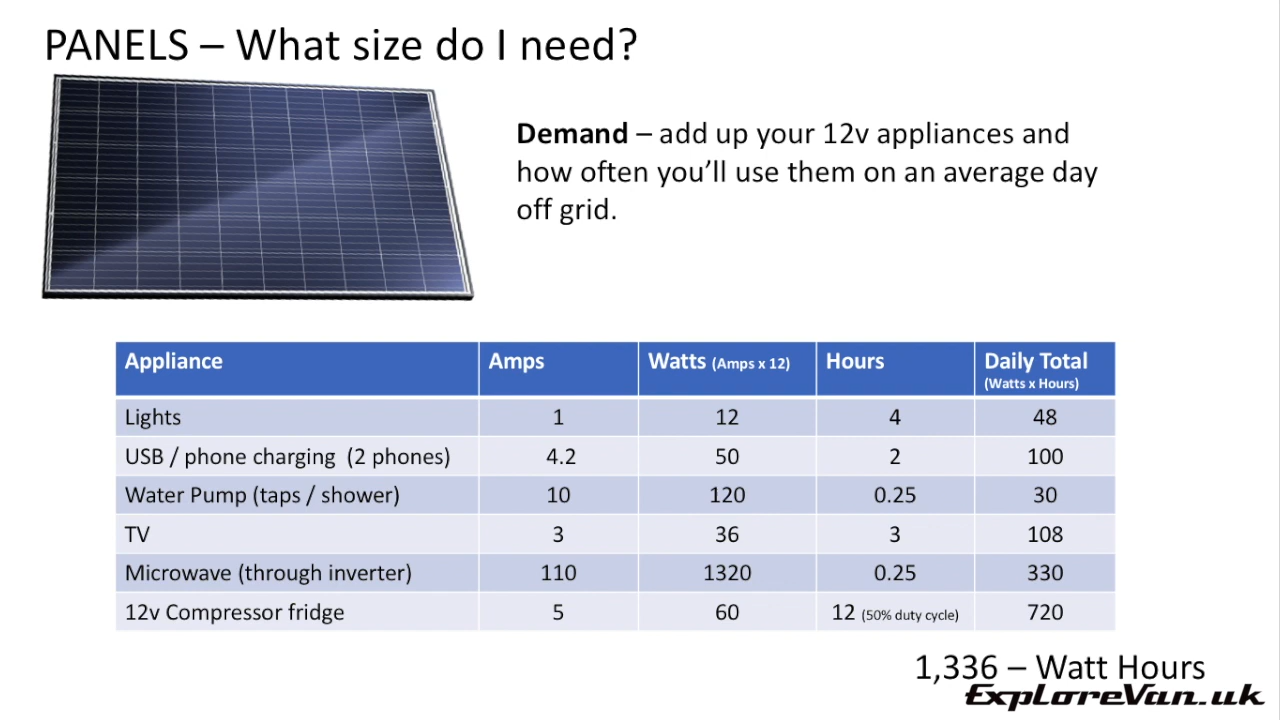 PANELS – What size do I need?
Demand – add up your 12v appliances and
how often you'll use them on an average day
off grid.
Appliance Amps Watts (Amps x 12) Hours Daily Total
(Watts x Hours)
Lights 1 12 4 48
USB / phone charging (2 phones) 4.2 50 2 100
Water Pump (taps / shower) 10 120 0.25 30
TV 3 36 3 108
Microwave (through inverter) 110 1320 0.25 330
12v Compressor fridge 5 60 12 (50% duty cycle) 720
1,336 – Watt Hours
ExploreVan.uk